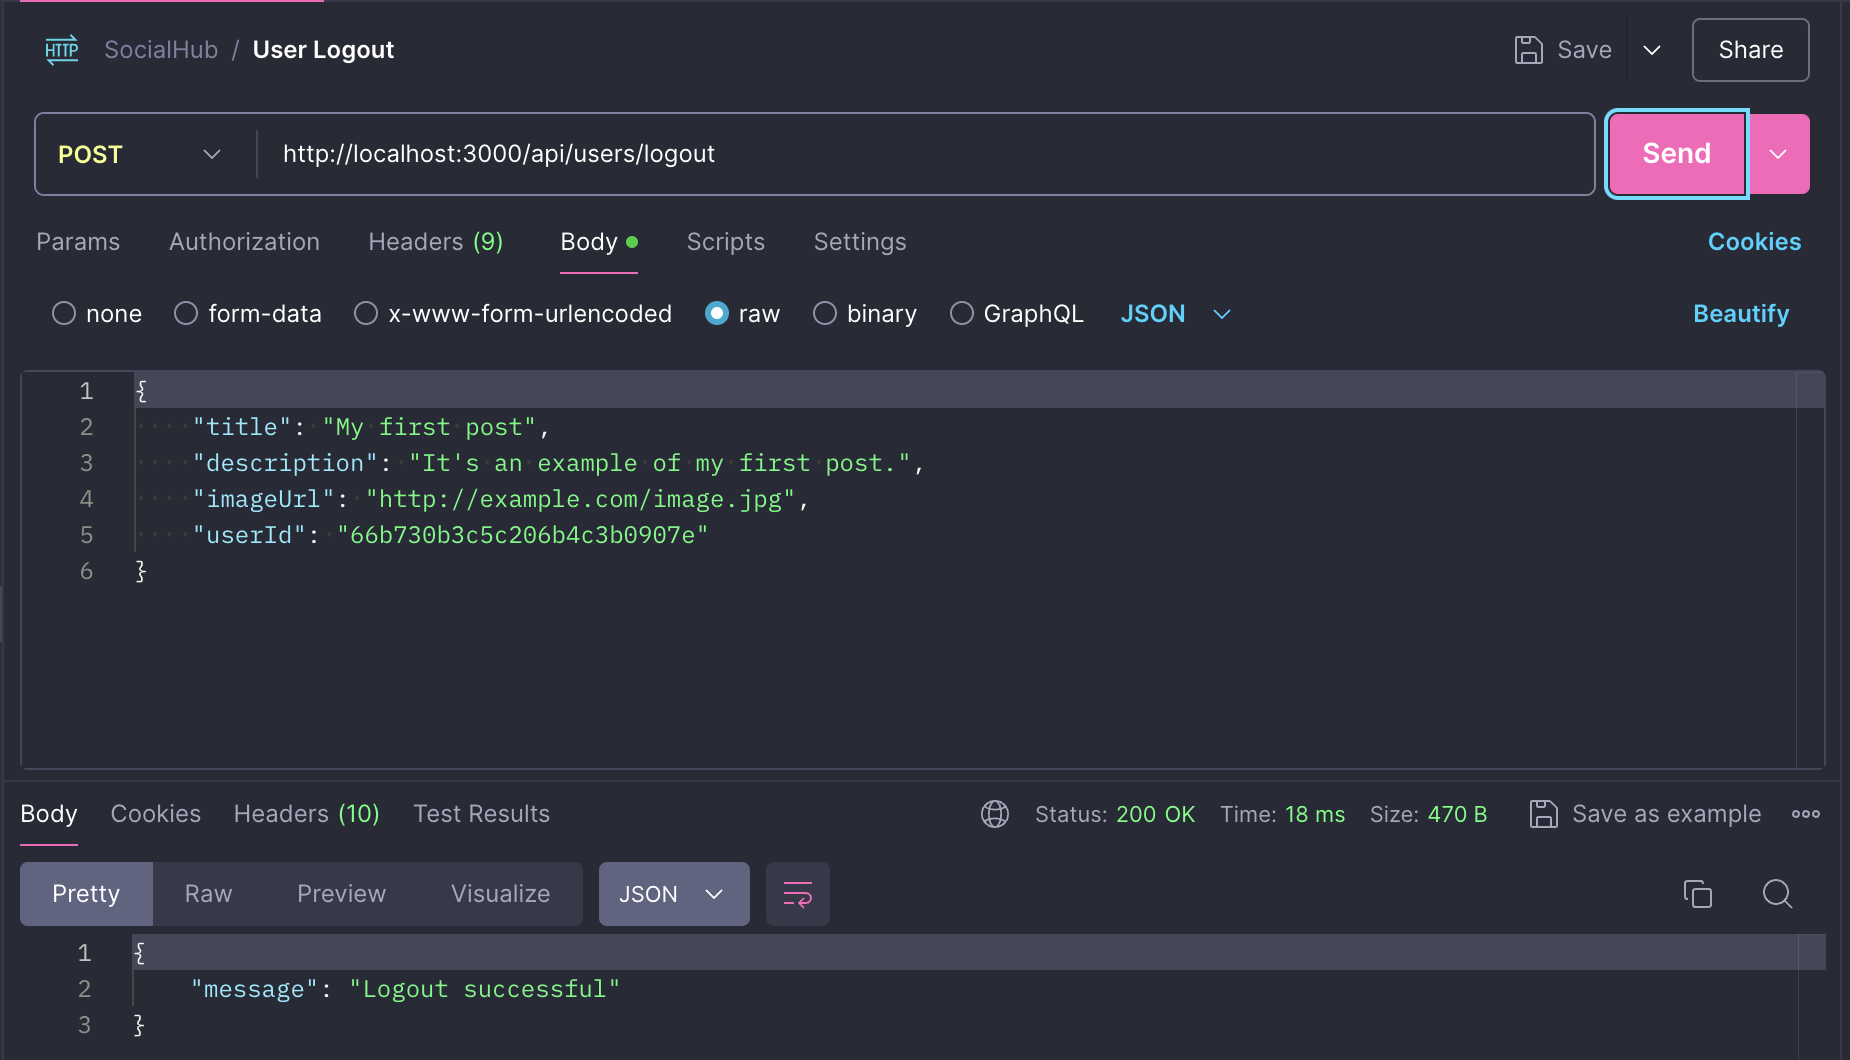 HTTP SocialHub / User Logout Save Share
POST http://localhost:3000/api/users/logout Send
Params Authorization Headers (9) Body Scripts Settings Cookies
none form-data x-www-form-urlencoded raw binary GraphQL JSON Beautify
1 {
2 "title": "My first post",
3 "description": "It's an example of my first post.",
4 "imageUrl": "http://example.com/image.jpg",
5 "userId": "66b730b3c5c206b4c3b0907e"
6 }
Body Cookies Headers (10) Test Results Status: 200 OK Time: 18 ms Size: 470 B Save as example
Pretty Raw Preview Visualize JSON
1 {
2 "message": "Logout successful"
3 }